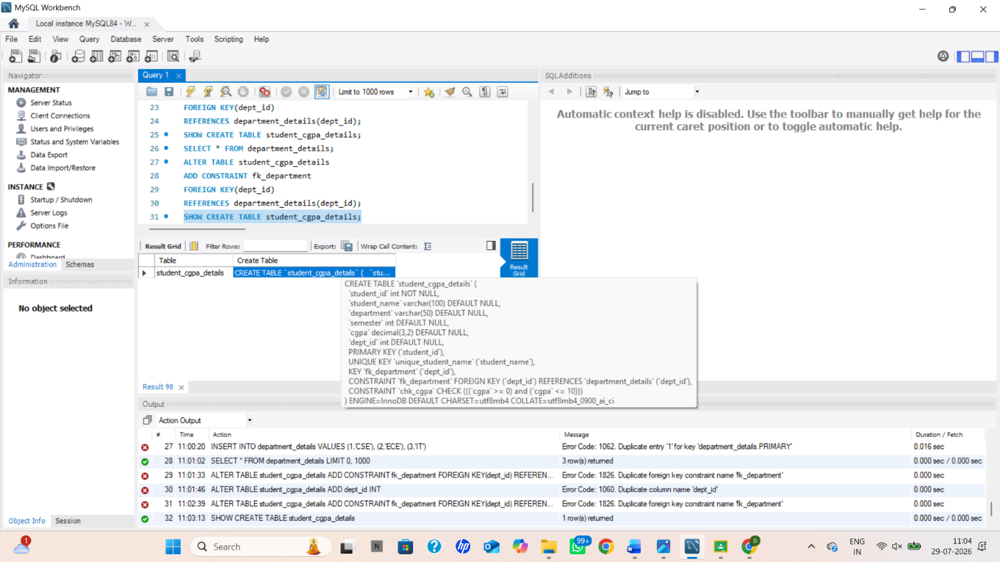 MySQL Workbench
Local instance MySQL84 - W...
File Edit View Query Database Server Tools Scripting Help
Navigator
MANAGEMENT
Server Status
Client Connections
Users and Privileges
Status and System Variables
Data Export
Data Import/Restore
INSTANCE
Startup / Shutdown
Server Logs
Options File
PERFORMANCE
Dashboard
Administration Schemas
Information
No object selected
Object Info Session
Query 1
Limit to 1000 rows
23 FOREIGN KEY(dept_id)
24 REFERENCES department_details(dept_id);
25 SHOW CREATE TABLE student_cgpa_details;
26 SELECT * FROM department_details;
27 ALTER TABLE student_cgpa_details
28 ADD CONSTRAINT fk_department
29 FOREIGN KEY(dept_id)
30 REFERENCES department_details(dept_id);
31 SHOW CREATE TABLE student_cgpa_details;
Result Grid Filter Rows: Export: Wrap Cell Content: IA
Table Create Table
student_cgpa_details CREATE TABLE `student_cgpa_details` ( `stu...
Result Grid
CREATE TABLE `student_cgpa_details` (
`student_id` int NOT NULL,
`student_name` varchar(100) DEFAULT NULL,
`department` varchar(50) DEFAULT NULL,
`semester` int DEFAULT NULL,
`cgpa` decimal(3,2) DEFAULT NULL,
`dept_id` int DEFAULT NULL,
PRIMARY KEY (`student_id`),
UNIQUE KEY `unique_student_name` (`student_name`),
KEY `fk_department` (`dept_id`),
CONSTRAINT `fk_department` FOREIGN KEY (`dept_id`) REFERENCES `department_details` (`dept_id`),
CONSTRAINT `chk_cgpa` CHECK (((`cgpa` >= 0) and (`cgpa` <= 10)))
) ENGINE=InnoDB DEFAULT CHARSET=utf8mb4 COLLATE=utf8mb4_0900_ai_ci
Result 98
SQLAdditions
Jump to
Automatic context help is disabled. Use the toolbar to manually get help for the
current caret position or to toggle automatic help.
Output
Action Output
# Time Action Message Duration / Fetch
27 11:00:20 INSERT INTO department_details VALUES (1,'CSE'), (2,'ECE'), (3,'IT') Error Code: 1062. Duplicate entry '1' for key 'department_details.PRIMARY' 0.016 sec
28 11:01:02 SELECT * FROM department_details LIMIT 0, 1000 3 row(s) returned 0.000 sec / 0.000 sec
29 11:01:33 ALTER TABLE student_cgpa_details ADD CONSTRAINT fk_department FOREIGN KEY(dept_id) REFEREN... Error Code: 1826. Duplicate foreign key constraint name 'fk_department' 0.000 sec
30 11:01:46 ALTER TABLE student_cgpa_details ADD dept_id INT Error Code: 1060. Duplicate column name 'dept_id' 0.000 sec
31 11:02:39 ALTER TABLE student_cgpa_details ADD CONSTRAINT fk_department FOREIGN KEY(dept_id) REFEREN... Error Code: 1826. Duplicate foreign key constraint name 'fk_department' 0.000 sec
32 11:03:13 SHOW CREATE TABLE student_cgpa_details 1 row(s) returned 0.000 sec / 0.000 sec
1
Search
N
99+
D
ENG
IN
11:04
29-07-2026